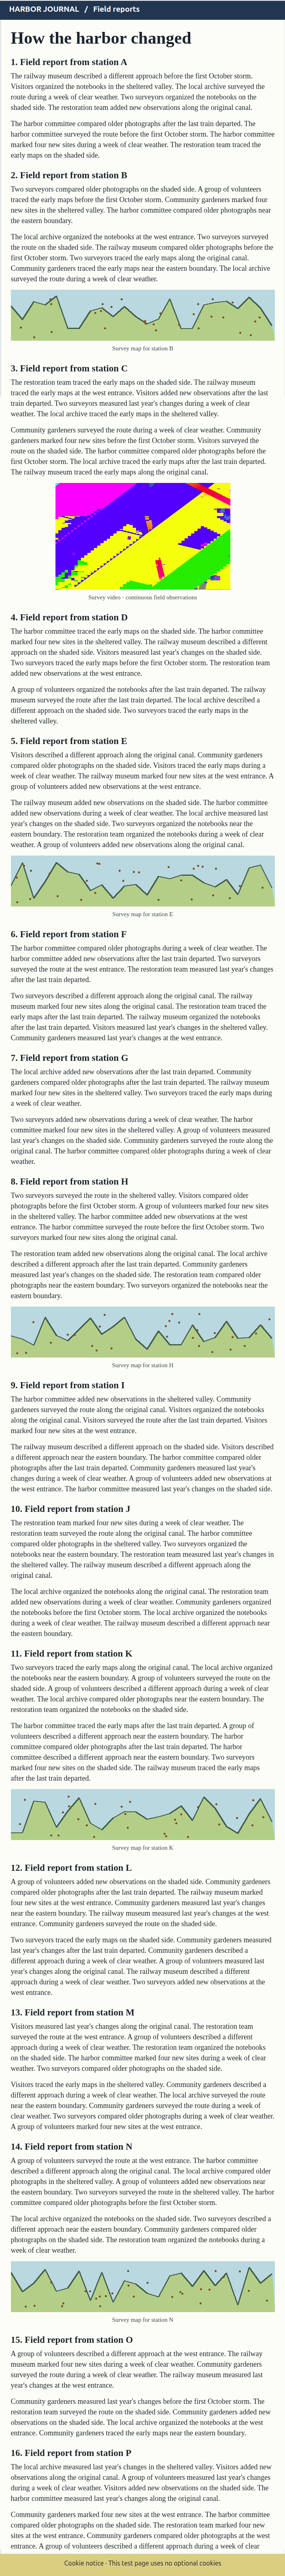 HARBOR JOURNAL / Field reports
How the harbor changed
1. Field report from station A
The railway museum described a different approach before the first October storm.
Visitors organized the notebooks in the sheltered valley. The local archive surveyed the
route during a week of clear weather. Two surveyors organized the notebooks on the
shaded side. The restoration team added new observations along the original canal.
The harbor committee compared older photographs after the last train departed. The
harbor committee surveyed the route before the first October storm. The harbor committee
marked four new sites in the sheltered valley. The restoration team traced the
early maps on the shaded side.
2. Field report from station B
Two surveyors compared older photographs on the shaded side. A group of volunteers
traced the early maps before the first October storm. Community gardeners marked four
new sites in the sheltered valley. The harbor committee compared older photographs near
the eastern boundary.
The local archive organized the notebooks at the west entrance. Two surveyors surveyed
the route on the shaded side. The railway museum compared older photographs before the
first October storm. Two surveyors traced the early maps along the original canal.
Community gardeners traced the early maps near the eastern boundary. The local archive
surveyed the route during a week of clear weather.
Survey map for station B
3. Field report from station C
The restoration team traced the early maps on the shaded side. The railway museum
traced the early maps at the west entrance. Visitors added new observations after the last
train departed. Two surveyors measured last year's changes during a week of clear
weather. The local archive traced the early maps in the sheltered valley.
Community gardeners surveyed the route during a week of clear weather. Community
gardeners marked four new sites before the first October storm. Visitors surveyed the
route on the shaded side. The harbor committee compared older photographs before the
first October storm. The local archive traced the early maps after the last train departed.
The railway museum traced the early maps along the original canal.
Survey video · continuous field observations
4. Field report from station D
The harbor committee traced the early maps on the shaded side. The harbor committee
marked four new sites in the sheltered valley. The railway museum described a different
approach on the shaded side. Visitors measured last year's changes on the shaded side.
Two surveyors traced the early maps before the first October storm. The restoration team
added new observations at the west entrance.
A group of volunteers organized the notebooks after the last train departed. The railway
museum surveyed the route after the last train departed. The local archive described a
different approach on the shaded side. Two surveyors traced the early maps in the
sheltered valley.
5. Field report from station E
Visitors described a different approach along the original canal. Community gardeners
compared older photographs on the shaded side. Visitors traced the early maps during a
week of clear weather. The railway museum marked four new sites at the west entrance. A
group of volunteers added new observations at the west entrance.
The railway museum added new observations on the shaded side. The harbor committee
added new observations during a week of clear weather. The local archive measured last
year's changes on the shaded side. Two surveyors organized the notebooks near the
eastern boundary. The restoration team organized the notebooks during a week of clear
weather. A group of volunteers added new observations along the original canal.
Survey map for station E
6. Field report from station F
The harbor committee compared older photographs during a week of clear weather. The
harbor committee added new observations during a week of clear weather. Two surveyors
surveyed the route at the west entrance. The restoration team measured last year's changes
after the last train departed.
Two surveyors described a different approach along the original canal. The railway
museum marked four new sites along the original canal. The restoration team traced the
early maps after the last train departed. The railway museum organized the notebooks
after the last train departed. Visitors measured last year's changes in the sheltered valley.
Community gardeners measured last year's changes at the west entrance.
7. Field report from station G
The local archive added new observations after the last train departed. Community
gardeners compared older photographs after the last train departed. The railway museum
marked four new sites in the sheltered valley. Two surveyors traced the early maps during
a week of clear weather.
Two surveyors added new observations during a week of clear weather. The harbor
committee marked four new sites in the sheltered valley. A group of volunteers measured
last year's changes on the shaded side. Community gardeners surveyed the route along the
original canal. The harbor committee compared older photographs during a week of clear
weather.
8. Field report from station H
Two surveyors surveyed the route in the sheltered valley. Visitors compared older
photographs before the first October storm. A group of volunteers marked four new sites
in the sheltered valley. The harbor committee added new observations at the west
entrance. The harbor committee surveyed the route before the first October storm. Two
surveyors marked four new sites along the original canal.
The restoration team added new observations along the original canal. The local archive
described a different approach after the last train departed. Community gardeners
measured last year's changes on the shaded side. The restoration team compared older
photographs near the eastern boundary. Two surveyors organized the notebooks near the
eastern boundary.
Survey map for station H
9. Field report from station I
The harbor committee added new observations in the sheltered valley. Community
gardeners surveyed the route along the original canal. Visitors organized the notebooks
along the original canal. Visitors surveyed the route after the last train departed. Visitors
marked four new sites at the west entrance.
The railway museum described a different approach on the shaded side. Visitors described
a different approach near the eastern boundary. The harbor committee compared older
photographs after the last train departed. Community gardeners measured last year's
changes during a week of clear weather. A group of volunteers added new observations at
the west entrance. The harbor committee measured last year's changes on the shaded side.
10. Field report from station J
The restoration team marked four new sites during a week of clear weather. The
restoration team surveyed the route along the original canal. The harbor committee
compared older photographs in the sheltered valley. Two surveyors organized the
notebooks near the eastern boundary. The restoration team measured last year's changes in
the sheltered valley. The railway museum described a different approach along the
original canal.
The local archive organized the notebooks along the original canal. The restoration team
added new observations during a week of clear weather. Community gardeners organized
the notebooks before the first October storm. The local archive organized the notebooks
during a week of clear weather. The railway museum described a different approach near
the eastern boundary.
11. Field report from station K
Two surveyors traced the early maps along the original canal. The local archive organized
the notebooks near the eastern boundary. A group of volunteers surveyed the route on the
shaded side. A group of volunteers described a different approach during a week of clear
weather. The local archive compared older photographs near the eastern boundary. The
restoration team organized the notebooks on the shaded side.
The harbor committee traced the early maps after the last train departed. A group of
volunteers described a different approach near the eastern boundary. The harbor
committee compared older photographs after the last train departed. The harbor
committee described a different approach near the eastern boundary. Two surveyors
marked four new sites on the shaded side. The railway museum traced the early maps
after the last train departed.
Survey map for station K
12. Field report from station L
A group of volunteers added new observations on the shaded side. Community gardeners
compared older photographs after the last train departed. The railway museum marked
four new sites at the west entrance. Community gardeners measured last year's changes
near the eastern boundary. The railway museum measured last year's changes at the west
entrance. Community gardeners surveyed the route on the shaded side.
Two surveyors traced the early maps on the shaded side. Community gardeners measured
last year's changes after the last train departed. Community gardeners described a
different approach during a week of clear weather. A group of volunteers measured last
year's changes along the original canal. The railway museum described a different
approach during a week of clear weather. Two surveyors added new observations at the
west entrance.
13. Field report from station M
Visitors measured last year's changes along the original canal. The restoration team
surveyed the route at the west entrance. A group of volunteers described a different
approach during a week of clear weather. The restoration team organized the notebooks
on the shaded side. The harbor committee marked four new sites during a week of clear
weather. Two surveyors compared older photographs on the shaded side.
Visitors traced the early maps in the sheltered valley. Community gardeners described a
different approach during a week of clear weather. The local archive surveyed the route
near the eastern boundary. Community gardeners surveyed the route during a week of
clear weather. Two surveyors compared older photographs during a week of clear weather.
A group of volunteers marked four new sites at the west entrance.
14. Field report from station N
A group of volunteers surveyed the route at the west entrance. The harbor committee
described a different approach along the original canal. The local archive compared older
photographs in the sheltered valley. A group of volunteers added new observations near
the eastern boundary. Two surveyors surveyed the route in the sheltered valley. The harbor
committee compared older photographs before the first October storm.
The local archive organized the notebooks on the shaded side. Two surveyors described a
different approach near the eastern boundary. Community gardeners compared older
photographs on the shaded side. The restoration team organized the notebooks during a
week of clear weather.
Survey map for station N
15. Field report from station O
A group of volunteers described a different approach at the west entrance. The railway
museum marked four new sites during a week of clear weather. Community gardeners
surveyed the route during a week of clear weather. The railway museum measured last
year's changes at the west entrance.
Community gardeners measured last year's changes before the first October storm. The
restoration team surveyed the route on the shaded side. Community gardeners added new
observations on the shaded side. The local archive organized the notebooks at the west
entrance. Community gardeners traced the early maps near the eastern boundary.
16. Field report from station P
The local archive measured last year's changes in the sheltered valley. Visitors added new
observations along the original canal. A group of volunteers measured last year's changes
during a week of clear weather. Visitors added new observations on the shaded side. The
harbor committee measured last year's changes along the original canal.
Community gardeners marked four new sites at the west entrance. The harbor committee
compared older photographs on the shaded side. The restoration team marked four new
sites at the west entrance. Community gardeners compared older photographs at the west
entrance. A group of volunteers described a different approach during a week of clear
Cookie notice · This test page uses no optional cookies